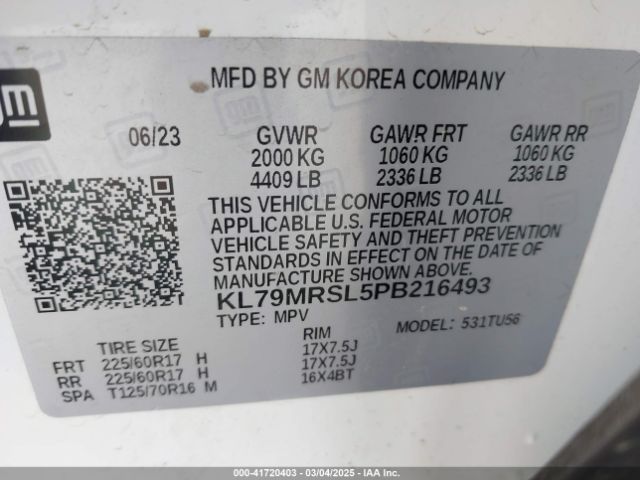 gm
MFD BY GM KOREA COMPANY
06/23 GVWR GAWR FRT GAWR RR
2000 KG 1060 KG 1060 KG
4409 LB 2336 LB 2336 LB
THIS VEHICLE CONFORMS TO ALL
APPLICABLE U.S. FEDERAL MOTOR
VEHICLE SAFETY AND THEFT PREVENTION
STANDARDS IN EFFECT ON THE DATE OF
MANUFACTURE SHOWN ABOVE.
KL79MRSL5PB216493
TYPE: MPV MODEL: 531TU56
TIRE SIZE RIM
FRT 225/60R17 H 17X7.5J
RR 225/60R17 H 17X7.5J
SPA T125/70R16 M 16X4BT
000-41720403 - 03/04/2025 - IAA Inc.